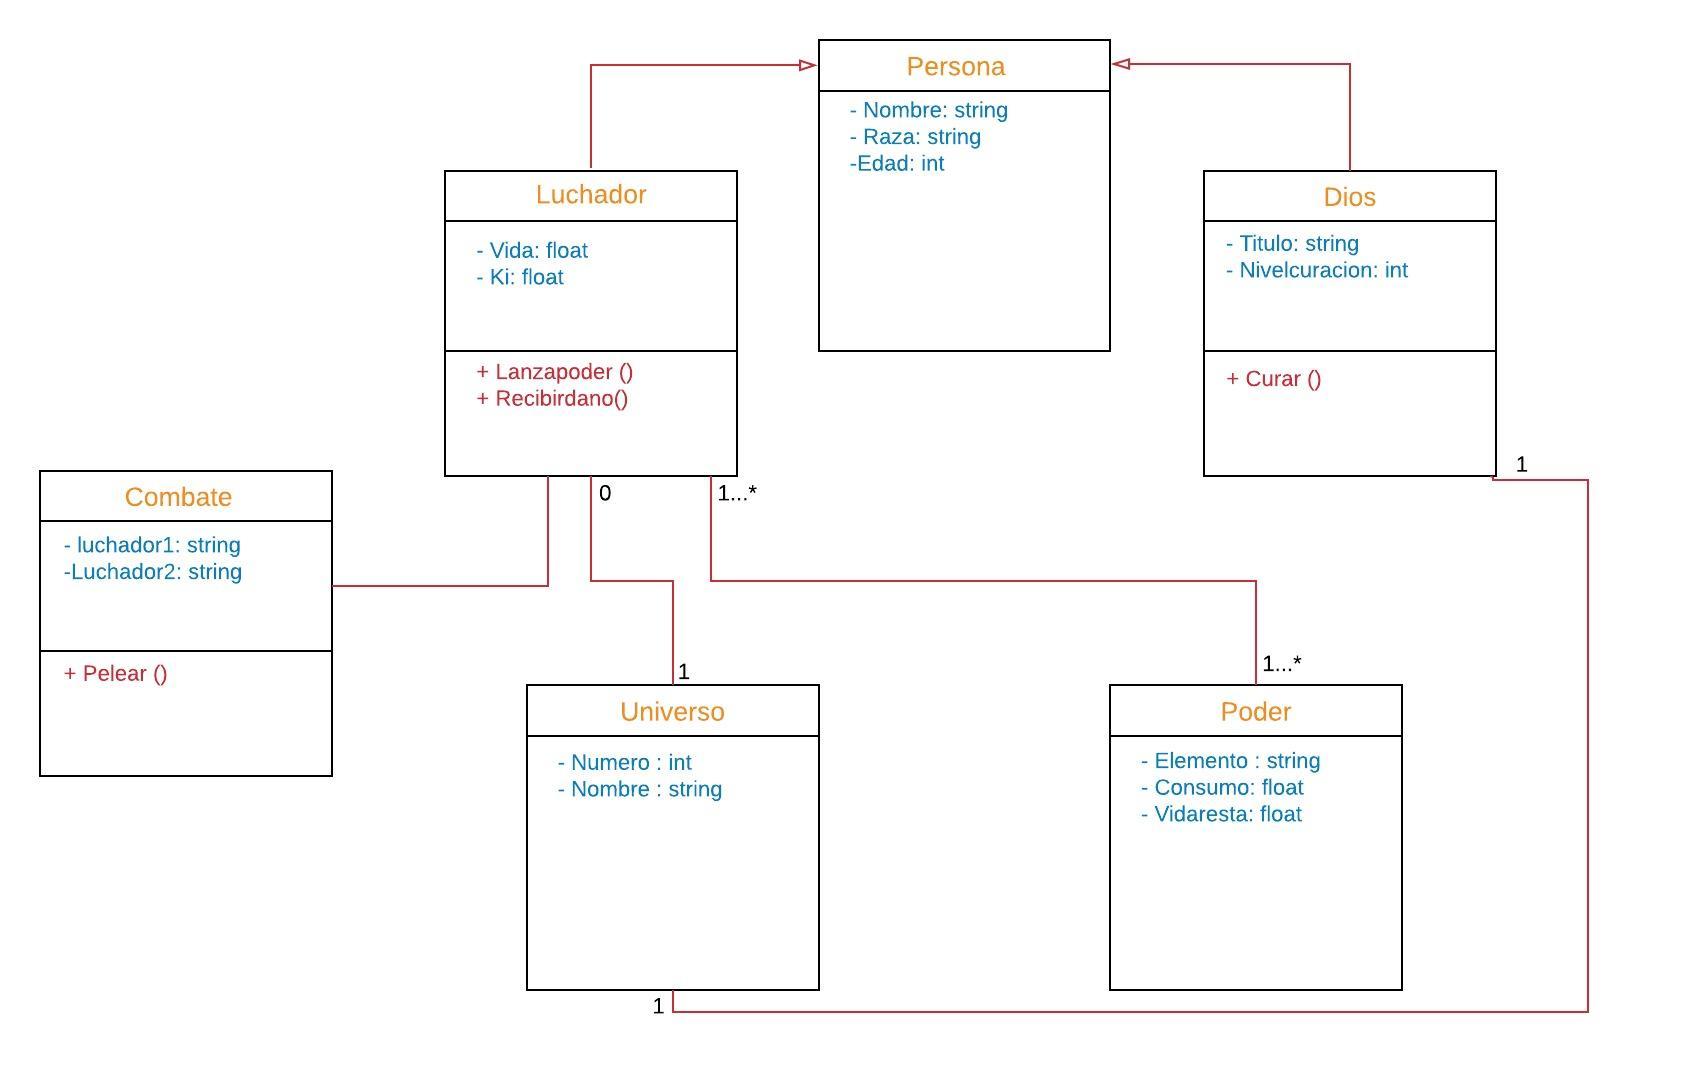 Persona
- Nombre: string
- Raza: string
-Edad: int
Luchador
- Vida: float
- Ki: float
+ Lanzapoder ()
+ Recibirdano()
Dios
- Titulo: string
- Nivelcuracion: int
+ Curar ()
1
0
1...*
Combate
- luchador1: string
-Luchador2: string
+ Pelear ()
1
1...*
Universo
- Numero : int
- Nombre : string
Poder
- Elemento : string
- Consumo: float
- Vidaresta: float
1